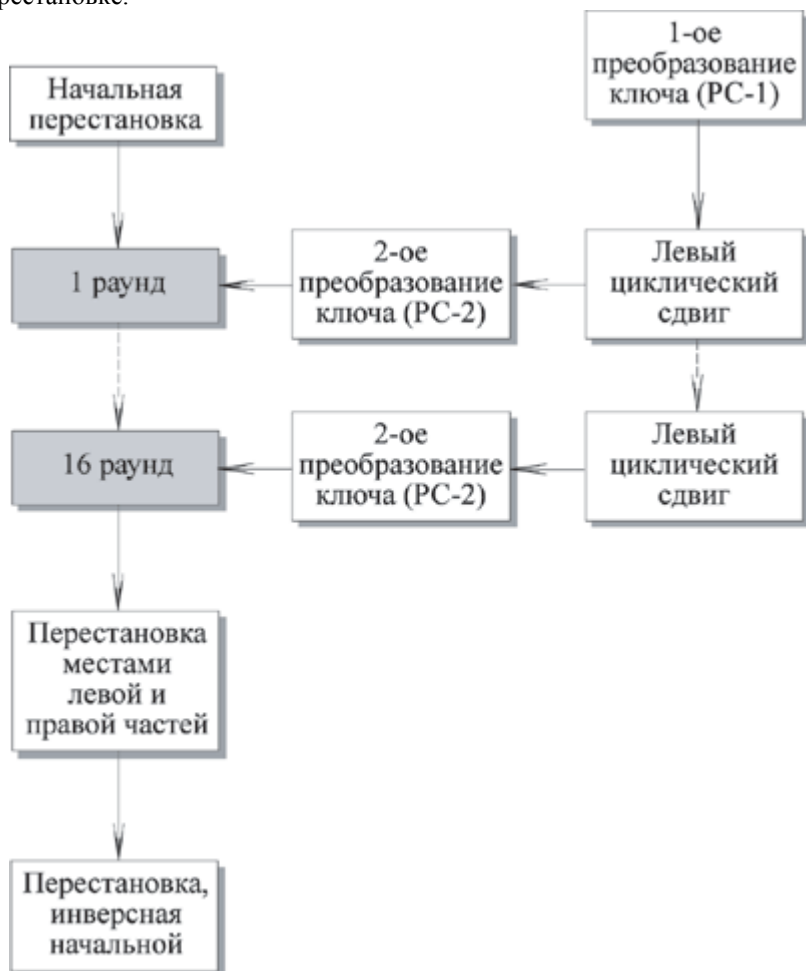 рестановке.
1-ое
преобразование
ключа (PC-1)
Начальная
перестановка
1 раунд
2-ое
преобразование
ключа (PC-2)
Левый
циклический
сдвиг
16 раунд
2-ое
преобразование
ключа (PC-2)
Левый
циклический
сдвиг
Перестановка
местами
левой и
правой частей
Перестановка,
инверсная
начальной